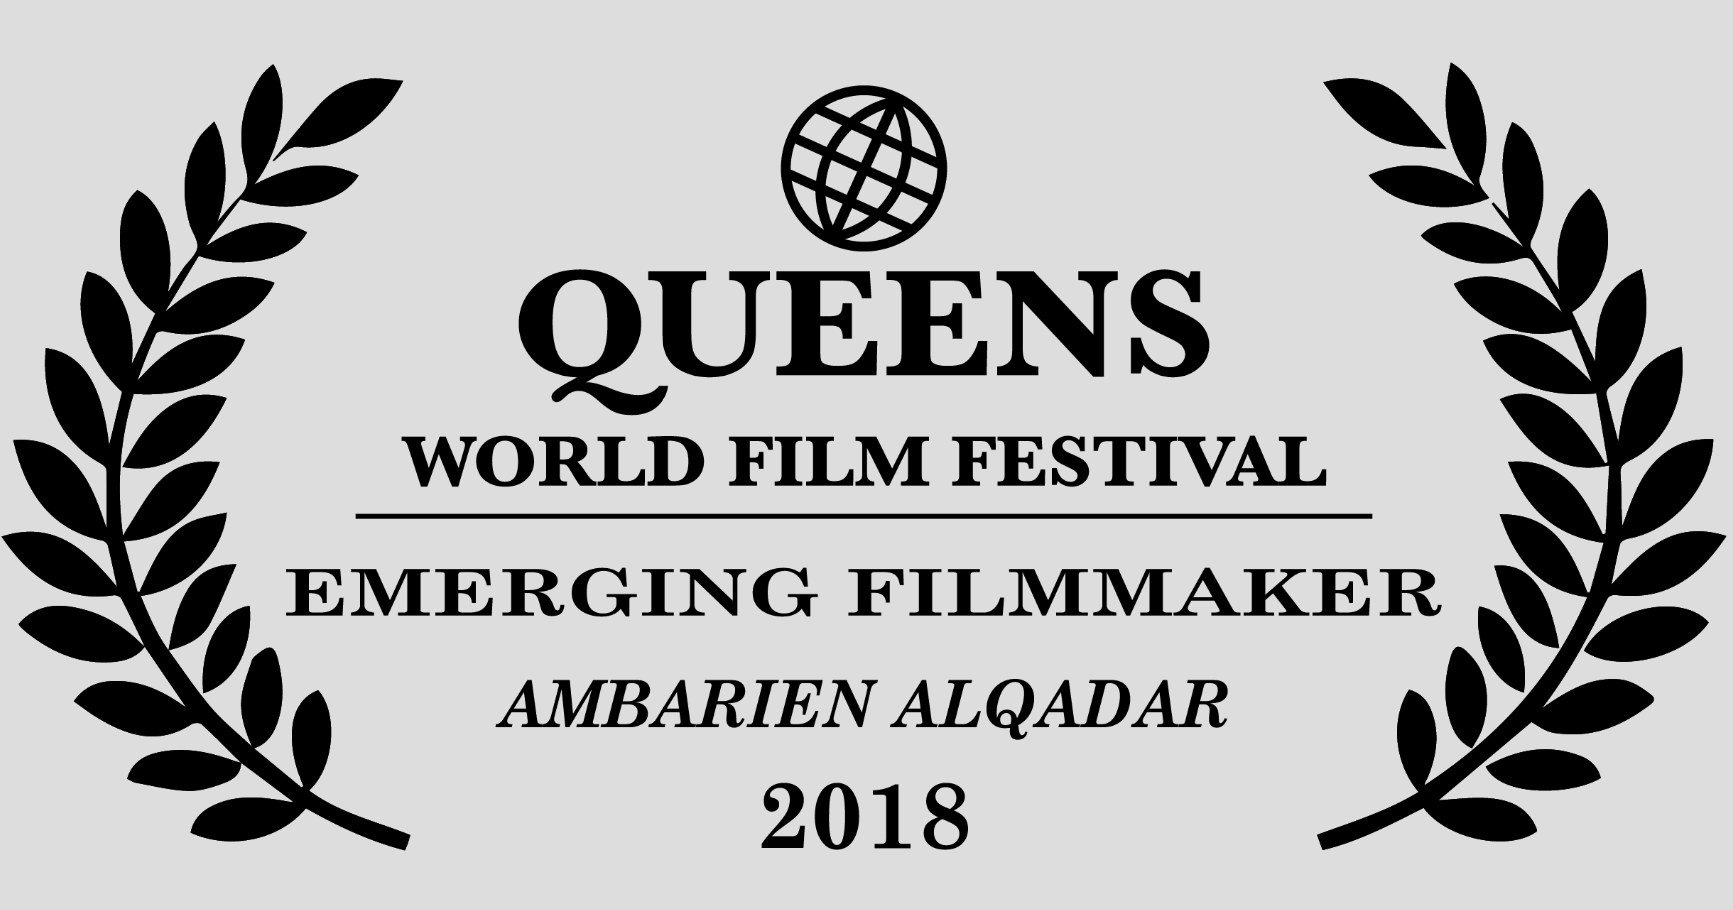 QUEENS
WORLD FILM FESTIVAL
EMERGING FILMMAKER
AMBARIEN ALQADAR
2018